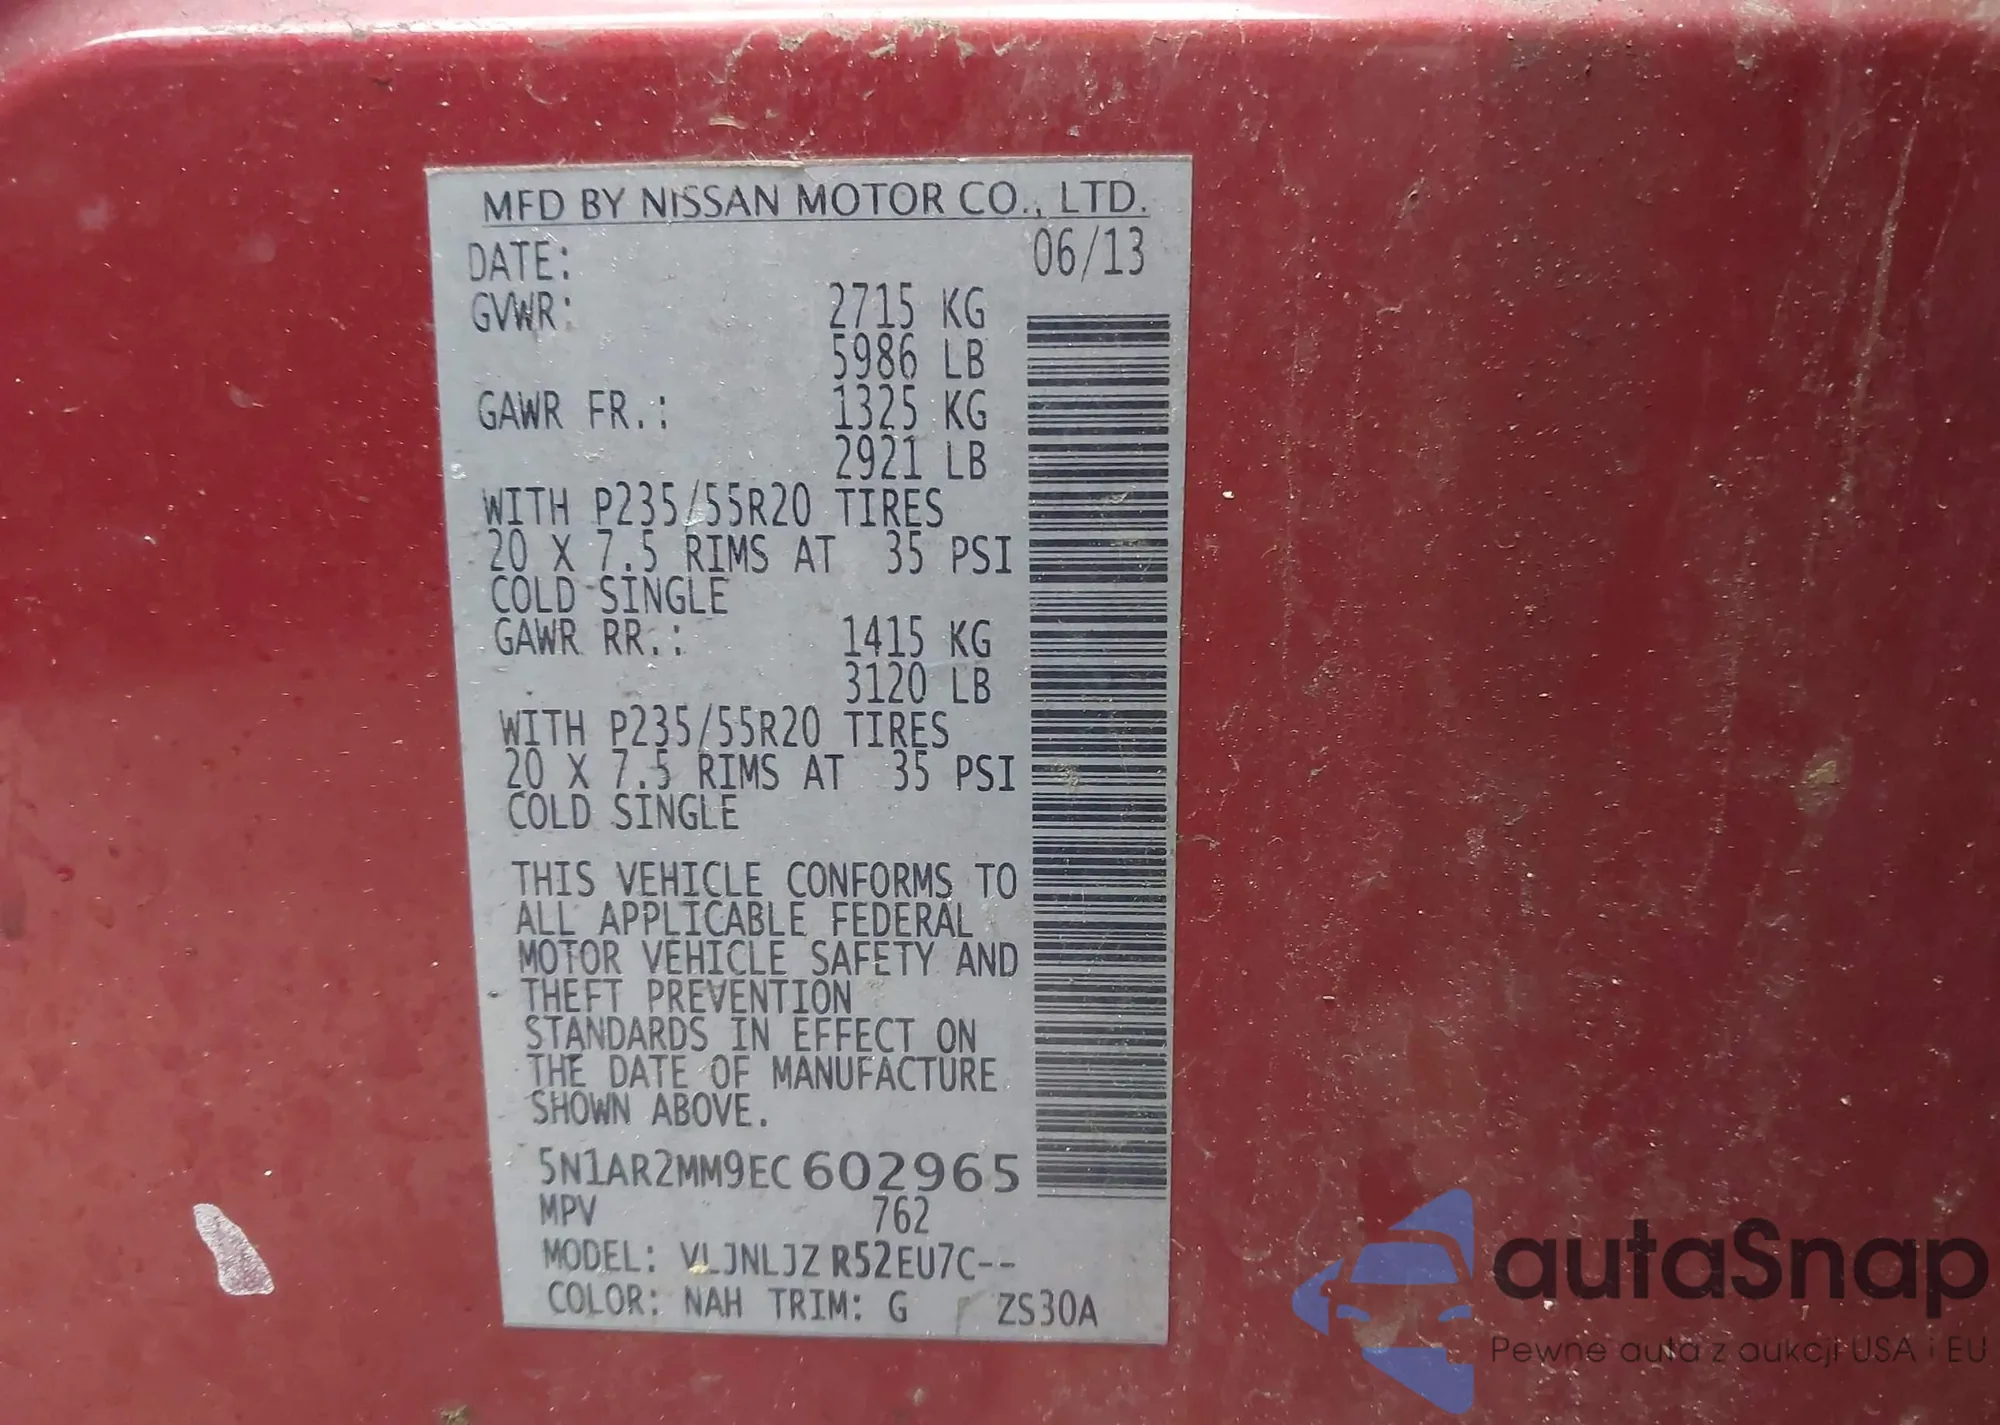 MFD BY NISSAN MOTOR CO., LTD.
DATE: 06/13
GVWR: 2715 KG
5986 LB
GAWR FR.: 1325 KG
2921 LB
WITH P235/55R20 TIRES
20 X 7.5 RIMS AT 35 PSI
COLD SINGLE
GAWR RR.: 1415 KG
3120 LB
WITH P235/55R20 TIRES
20 X 7.5 RIMS AT 35 PSI
COLD SINGLE
THIS VEHICLE CONFORMS TO
ALL APPLICABLE FEDERAL
MOTOR VEHICLE SAFETY AND
THEFT PREVENTION
STANDARDS IN EFFECT ON
THE DATE OF MANUFACTURE
SHOWN ABOVE.
5N1AR2MM9EC602965
MPV 762
MODEL: VLJNLJZ R52EU7C--
COLOR: NAH TRIM: G ZS30A
autaSnap
Pewne auta z aukcji USA i EU